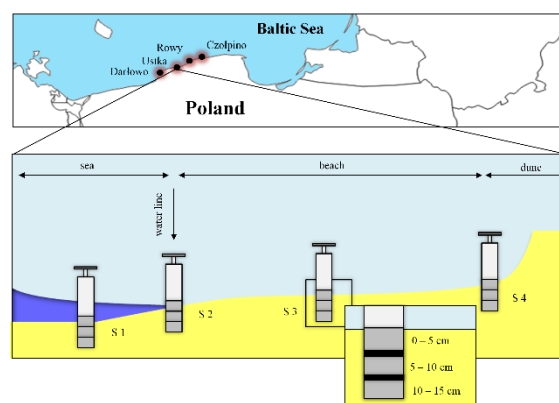 Baltic Sea
Czołpino
Rowy
Ustka
Darłowo
Poland
sea
beach
dune
water line
S 1
S 2
S 3
S 4
0 – 5 cm
5 – 10 cm
10 – 15 cm